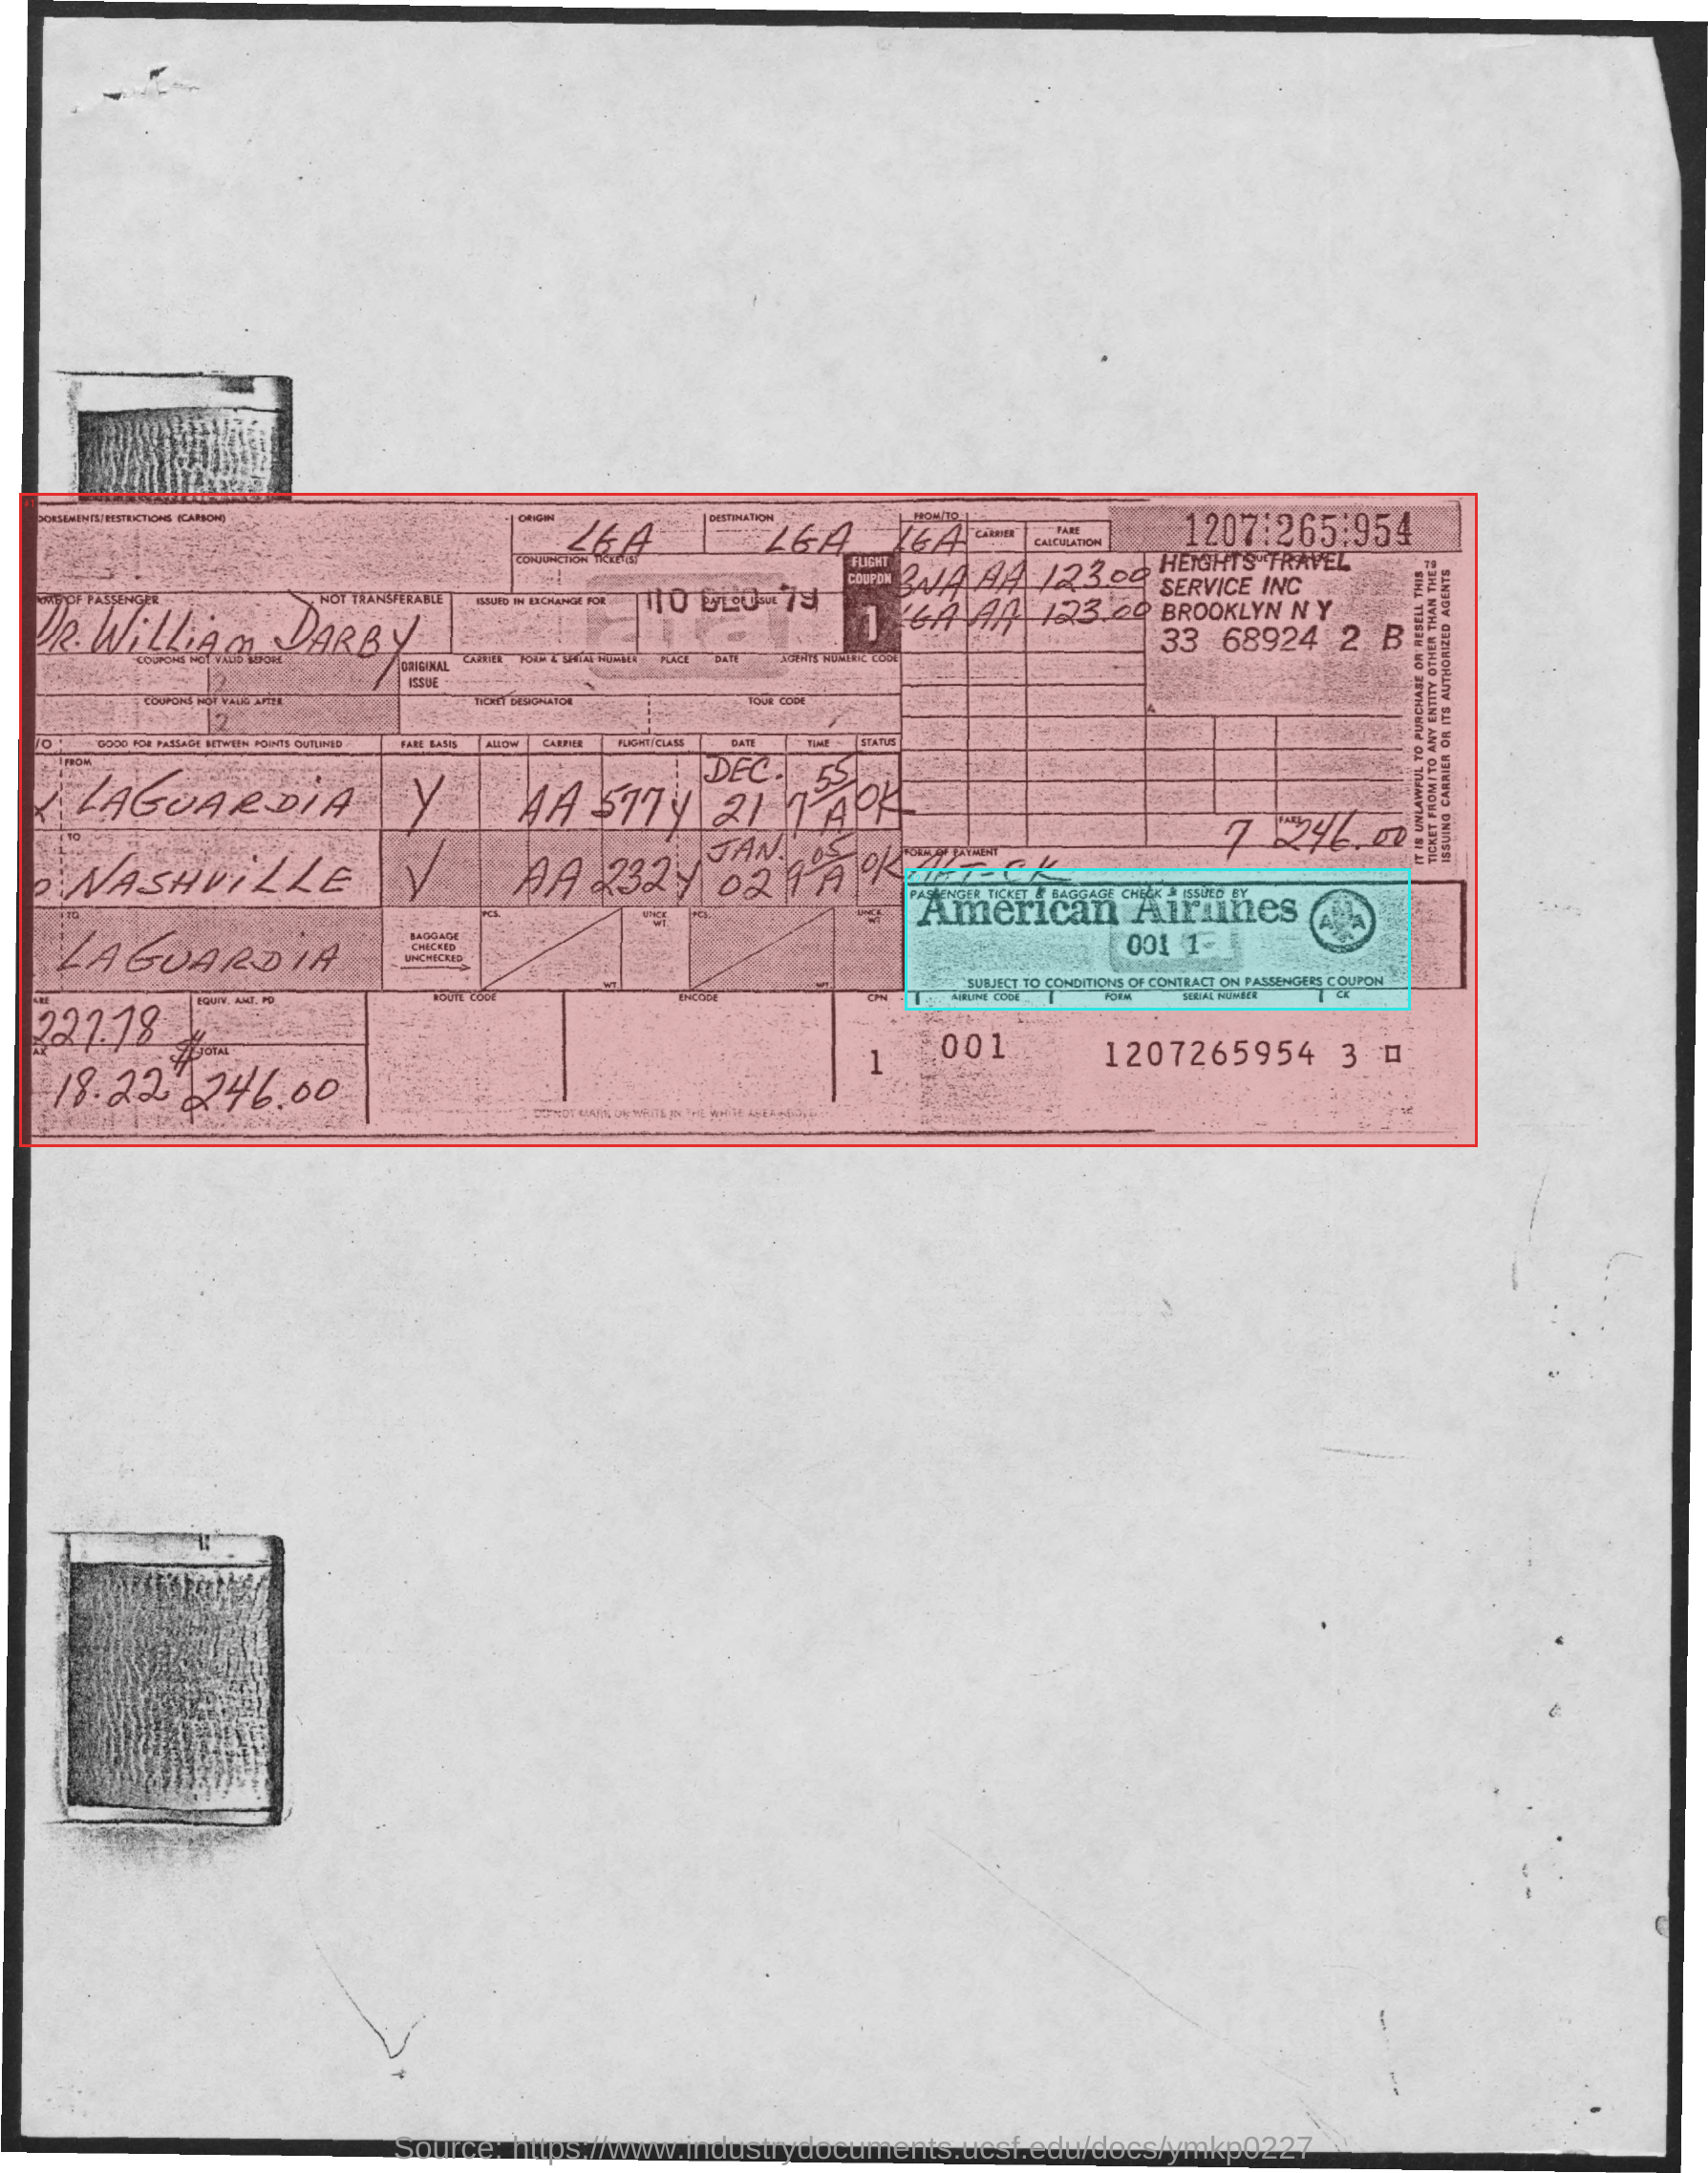 DORSEMENTS/RESTRICTIONS (CARBON)
ORIGIN
LGA
DESTINATION
LGA
CONJUNCTION TICKET(S)
FLIGHT
COUPON
1
FROM/TO
CARRIER
FARE
CALCULATION
LGA
BNA AA 123.00
LGA AA 123.00
1207:265:954
HEIGHTS TRAVEL
SERVICE INC
BROOKLYN N Y
33 68924 2 B
79
IT IS UNLAWFUL TO PURCHASE OR RESELL THIS
TICKET FROM/TO ANY ENTITY OTHER THAN THE
ISSUING CARRIER OR ITS AUTHORIZED AGENTS
ME OF PASSENGER
NOT TRANSFERABLE
DR. WILLIAM DARBY
ISSUED IN EXCHANGE FOR
DATE OF ISSUE
10 DEC 79
COUPONS NOT VALID BEFORE
2
ORIGINAL
ISSUE
CARRIER FORM & SERIAL NUMBER PLACE DATE AGENTS NUMERIC CODE
COUPONS NOT VALID AFTER
2
TICKET DESIGNATOR
TOUR CODE
/O GOOD FOR PASSAGE BETWEEN POINTS OUTLINED FARE BASIS ALLOW CARRIER FLIGHT/CLASS DATE TIME STATUS
FROM
X LAGUARDIA Y AA 577 Y DEC. 21 7 55 A OK
TO
O NASHVILLE Y AA 232 Y JAN. 02 9 05 A OK
TO
LAGUARDIA
BAGGAGE
CHECKED
UNCHECKED
PCS. WT UNCK WT PCS. WT UNCK WT
7 FARE 246.00
FORM OF PAYMENT
PASSENGER TICKET & BAGGAGE CHECK ISSUED BY
American Airlines
AA
001 1
SUBJECT TO CONDITIONS OF CONTRACT ON PASSENGERS COUPON
ARE
227.78
EQUIV. AMT. PD
ROUTE CODE
ENCODE
CPN
AIRLINE CODE FORM SERIAL NUMBER CK
AX
18.22
TOTAL
$246.00
1
001 1207265954 3
DO NOT MARK OR WRITE IN THE WHITE AREA ABOVE
Source: https://www.industrydocuments.ucsf.edu/docs/ymkp0227